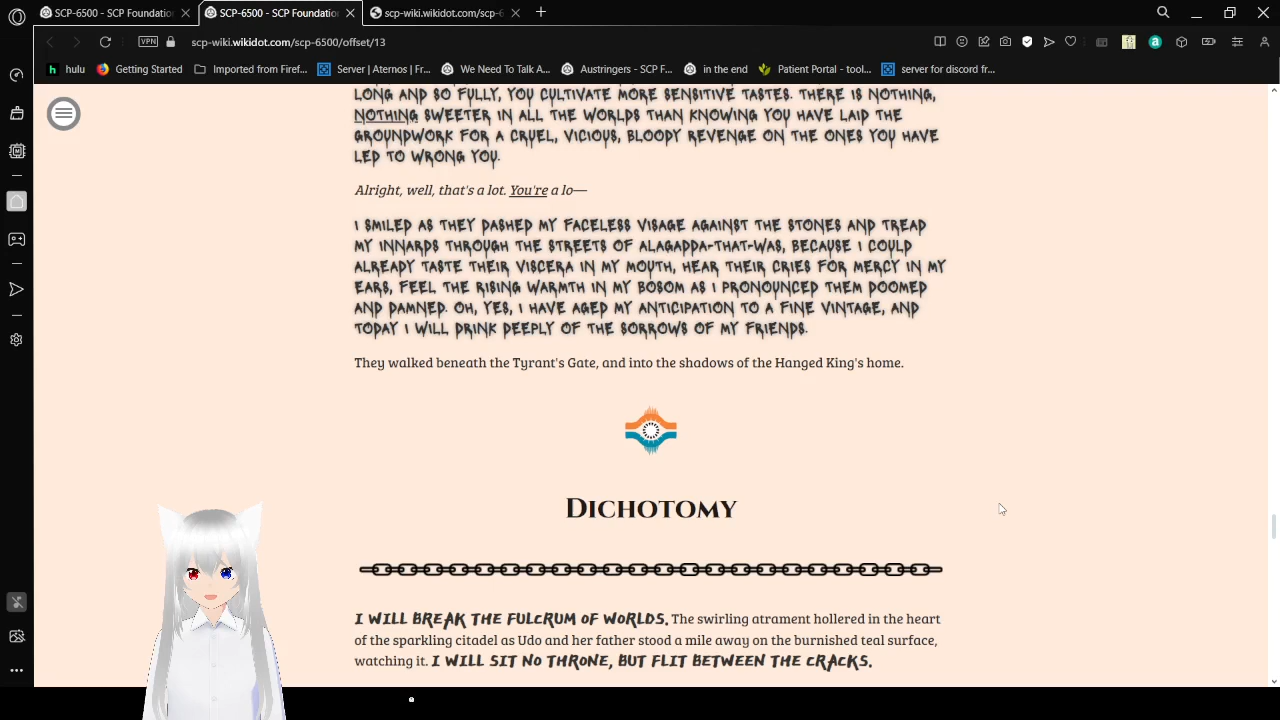 SCP-6500 - SCP Foundation
SCP-6500 - SCP Foundation
scp-wiki.wikidot.com/scp-6
VPN
scp-wiki.wikidot.com/scp-6500/offset/13
hulu
Getting Started
Imported from Firef...
Server | Aternos | Fr...
We Need To Talk A...
Austringers - SCP F...
in the end
Patient Portal - tool...
server for discord fr...
LONG AND SO FULLY, YOU CULTIVATE MORE SENSITIVE TASTES. THERE IS NOTHING,
NOTHING SWEETER IN ALL THE WORLDS THAN KNOWING YOU HAVE LAID THE
GROUNDWORK FOR A CRUEL, VICIOUS, BLOODY REVENGE ON THE ONES YOU HAVE
LED TO WRONG YOU.
Alright, well, that's a lot. You're a lo—
I SMILED AS THEY DASHED MY FACELESS VISAGE AGAINST THE STONES AND TREAD
MY INNARDS THROUGH THE STREETS OF ALAGADDA-THAT-WAS, BECAUSE I COULD
ALREADY TASTE THEIR VISCERA IN MY MOUTH, HEAR THEIR CRIES FOR MERCY IN MY
EARS, FEEL THE RISING WARMTH IN MY BOSOM AS I PRONOUNCED THEM DOOMED
AND DAMNED. OH, YES, I HAVE AGED MY ANTICIPATION TO A FINE VINTAGE, AND
TODAY I WILL DRINK DEEPLY OF THE SORROWS OF MY FRIENDS.
They walked beneath the Tyrant's Gate, and into the shadows of the Hanged King's home.
DICHOTOMY
I WILL BREAK THE FULCRUM OF WORLDS. The swirling atrament hollered in the heart
of the sparkling citadel as Udo and her father stood a mile away on the burnished teal surface,
watching it. I WILL SIT NO THRONE, BUT FLIT BETWEEN THE CRACKS.